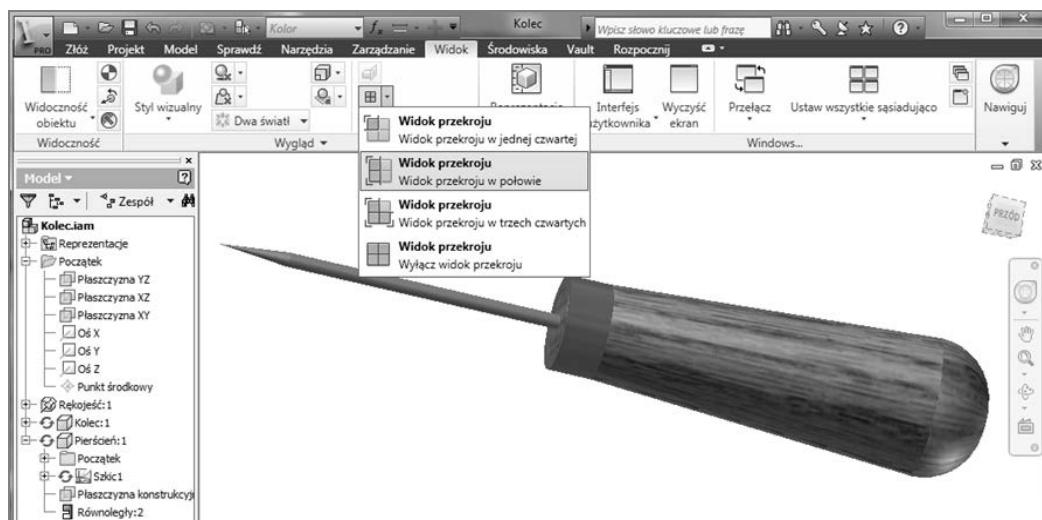 Kolor
Kolec
Wpisz słowo kluczowe lub frazę
PRO
Złóż Projekt Model Sprawdź Narzędzia Zarządzanie Widok Środowiska Vault Rozpocznij
Widoczność
obiektu
Styl wizualny
Dwa światł
Interfejs
użytkownika
Wyczyść
ekran
Przełącz
Ustaw wszystkie sąsiadująco
Nawiguj
Widoczność
Wygląd
Windows...
Widok przekroju
Widok przekroju w jednej czwartej
Widok przekroju
Widok przekroju w połowie
Widok przekroju
Widok przekroju w trzech czwartych
Widok przekroju
Wyłącz widok przekroju
Model
Zespół
Kolec.iam
Reprezentacje
Początek
Płaszczyzna YZ
Płaszczyzna XZ
Płaszczyzna XY
Oś X
Oś Y
Oś Z
Punkt środkowy
Rękojeść:1
Kolec:1
Pierścień:1
Początek
Szkic1
Płaszczyzna konstrukcyj
Równoległy:2
PRZÓD